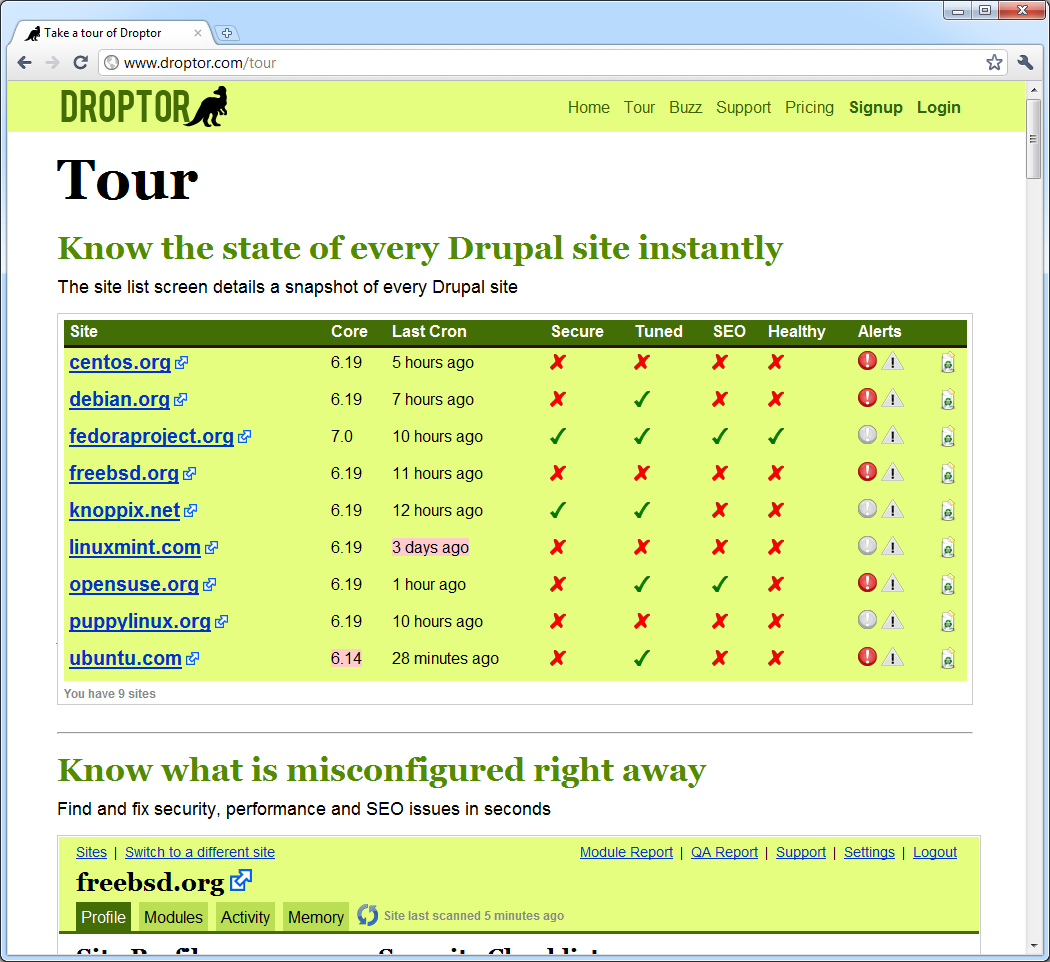 Take a tour of Droptor
www.droptor.com/tour
DROPTOR
Home Tour Buzz Support Pricing Signup Login
Tour
Know the state of every Drupal site instantly
The site list screen details a snapshot of every Drupal site
Site Core Last Cron Secure Tuned SEO Healthy Alerts
centos.org 6.19 5 hours ago ✗ ✗ ✗ ✗
debian.org 6.19 7 hours ago ✗ ✓ ✗ ✗
fedoraproject.org 7.0 10 hours ago ✓ ✓ ✓ ✓
freebsd.org 6.19 11 hours ago ✗ ✗ ✗ ✗
knoppix.net 6.19 12 hours ago ✓ ✓ ✗ ✗
linuxmint.com 6.19 3 days ago ✗ ✗ ✗ ✗
opensuse.org 6.19 1 hour ago ✗ ✓ ✓ ✗
puppylinux.org 6.19 10 hours ago ✗ ✗ ✗ ✗
ubuntu.com 6.14 28 minutes ago ✗ ✓ ✗ ✗
You have 9 sites
Know what is misconfigured right away
Find and fix security, performance and SEO issues in seconds
Sites | Switch to a different site Module Report | QA Report | Support | Settings | Logout
freebsd.org
Profile Modules Activity Memory Site last scanned 5 minutes ago
Site Profile Security Checklist